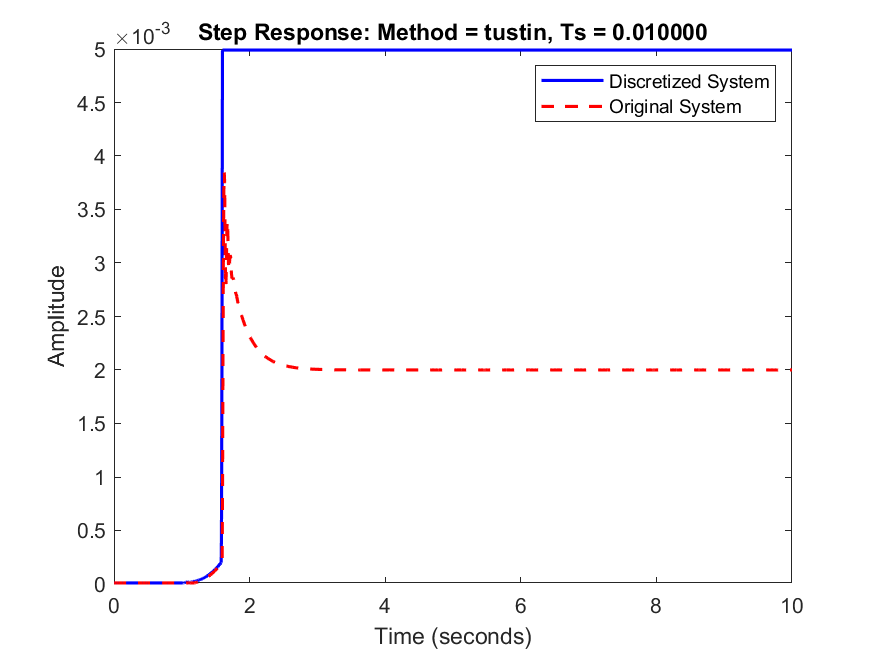 ×10-3
Step Response: Method = tustin, Ts = 0.010000
5
4.5
4
3.5
3
2.5
2
1.5
1
0.5
0
Amplitude
Discretized System
Original System
0 2 4 6 8 10
Time (seconds)